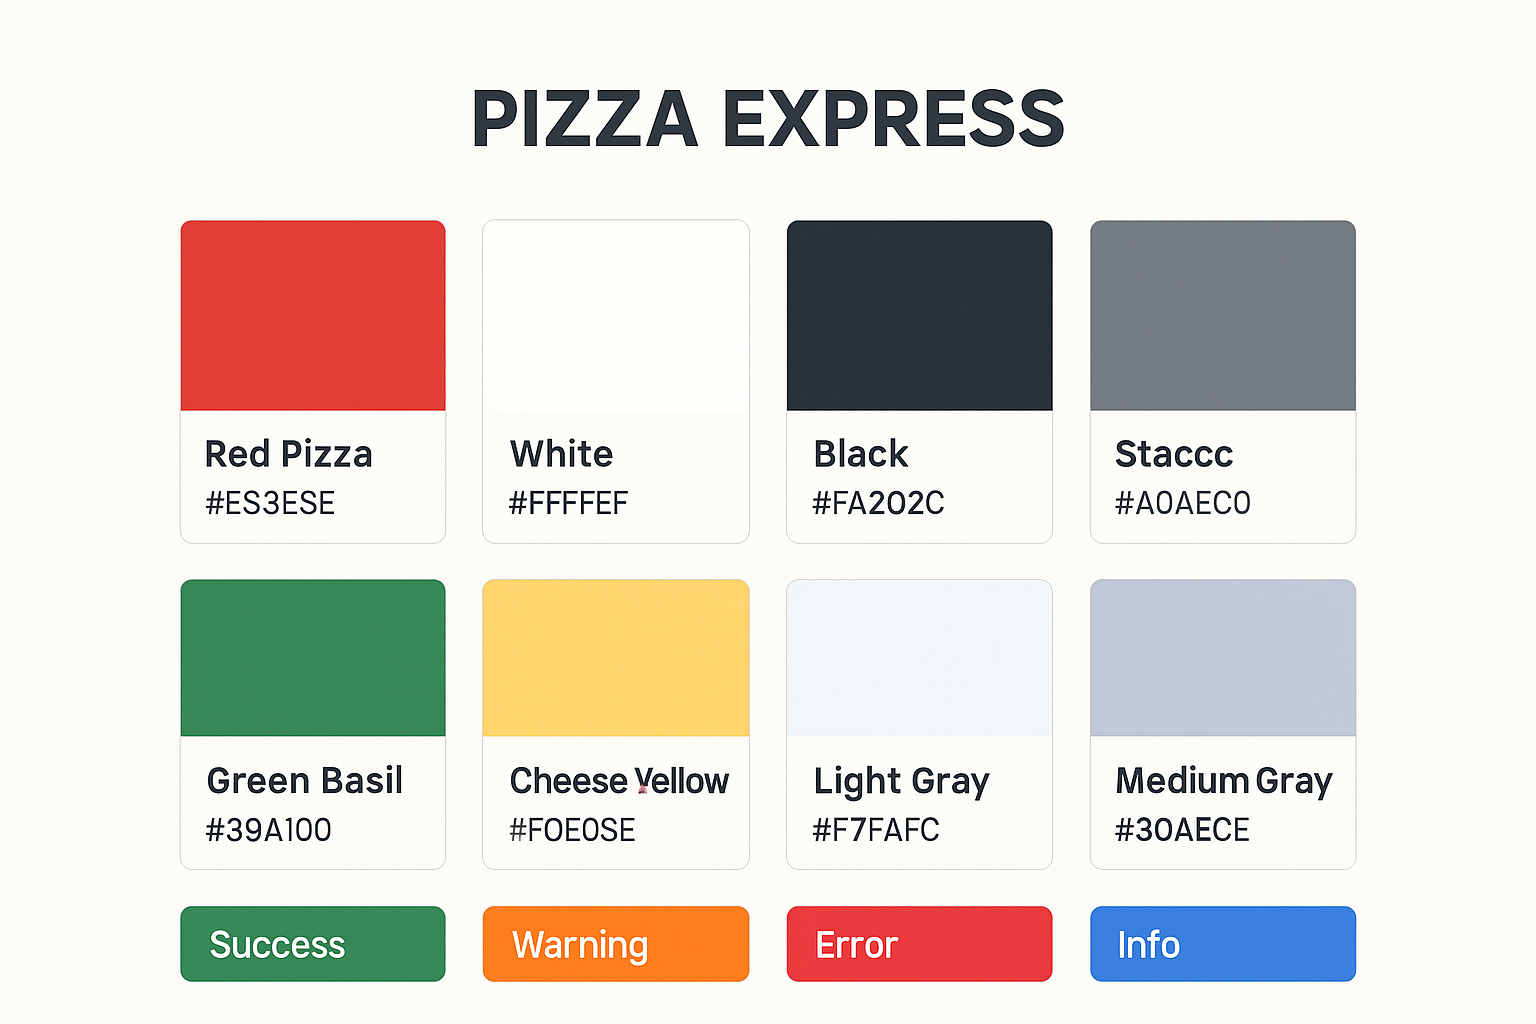 PIZZA EXPRESS
Red Pizza
#ES3ESE
White
#FFFFEF
Black
#FA202C
Staccc
#A0AEC0
Green Basil
#39A100
Cheese Yellow
#FOE0SE
Light Gray
#F7FAFC
Medium Gray
#30AECE
Success
Warning
Error
Info